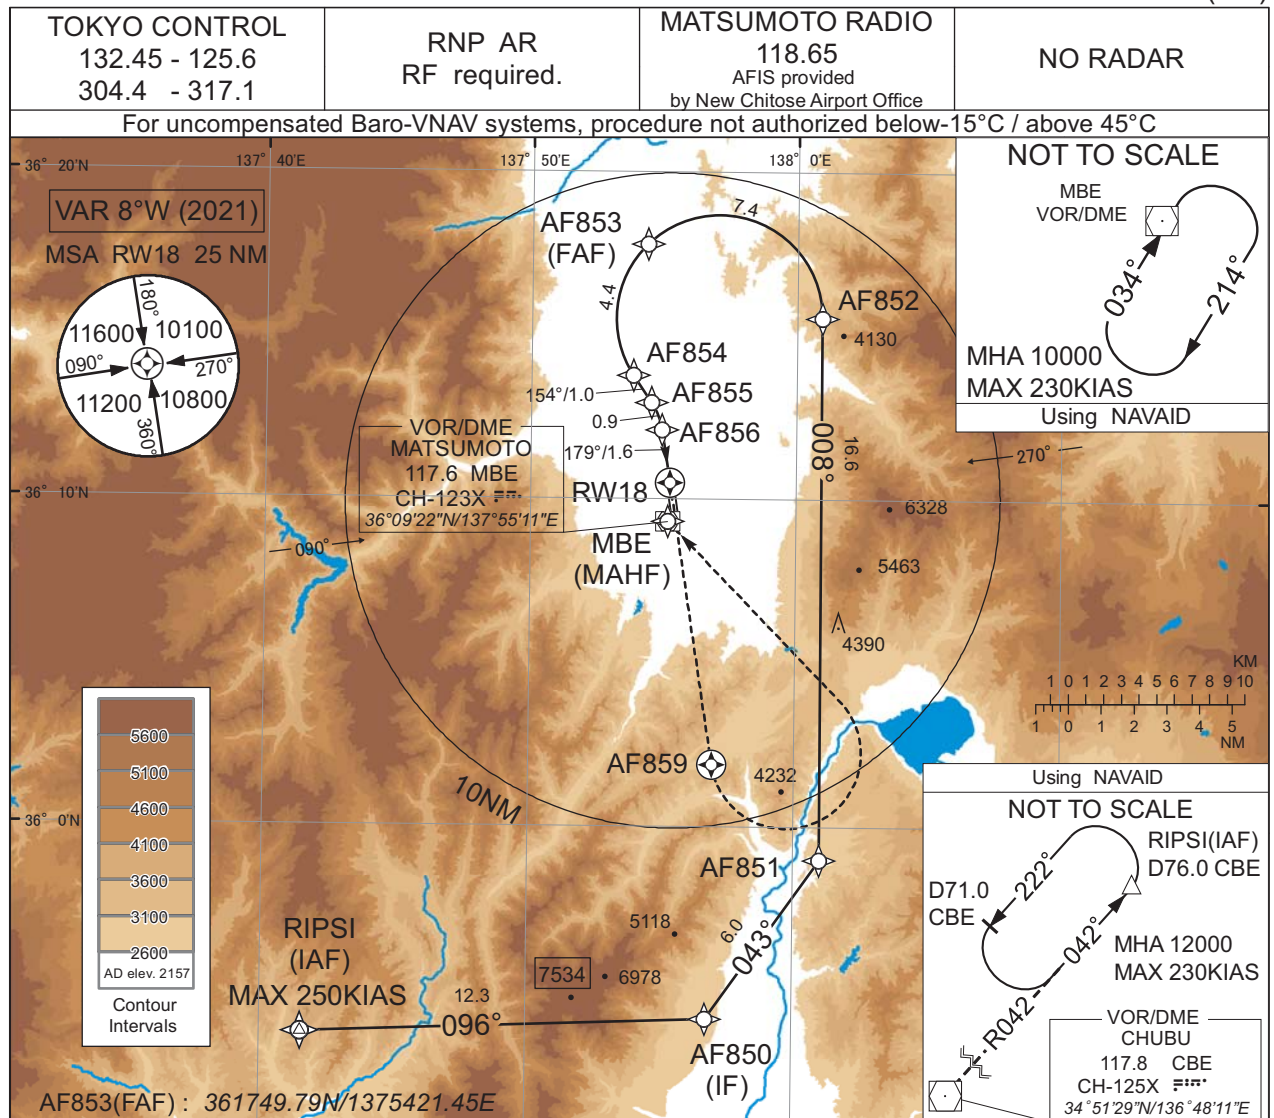 TOKYO CONTROL
132.45 - 125.6
304.4 - 317.1
RNP AR
RF required.
MATSUMOTO RADIO
118.65
AFIS provided
by New Chitose Airport Office
NO RADAR
For uncompensated Baro-VNAV systems, procedure not authorized below-15°C / above 45°C
36° 20'N
137° 40'E
137° 50'E
138° 0'E
VAR 8°W (2021)
MSA RW18 25 NM
180°
11600
10100
090°
270°
11200
10800
360°
AF853
(FAF)
7.4
4.4
AF852
4130
AF854
154°/1.0
AF855
0.9
AF856
179°/1.6
VOR/DME
MATSUMOTO
117.6 MBE
CH-123X
36°09'22"N/137°55'11"E
RW18
MBE
(MAHF)
008°
16.6
270°
36° 10'N
090°
6328
5463
4390
NOT TO SCALE
MBE
VOR/DME
034°
214°
MHA 10000
MAX 230KIAS
Using NAVAID
KM
1 0 1 2 3 4 5 6 7 8 9 10
1 0 1 2 3 4 5
NM
5600
5100
4600
4100
3600
3100
2600
AD elev. 2157
Contour
Intervals
36° 0'N
10NM
AF859
4232
AF851
5118
6.0
043°
7534
6978
RIPSI
(IAF)
MAX 250KIAS
12.3
096°
AF850
(IF)
AF853(FAF) : 361749.79N/1375421.45E
Using NAVAID
NOT TO SCALE
RIPSI(IAF)
D76.0 CBE
D71.0
CBE
222°
042°
MHA 12000
MAX 230KIAS
R042
VOR/DME
CHUBU
117.8 CBE
CH-125X
34°51'29"N/136°48'11"E